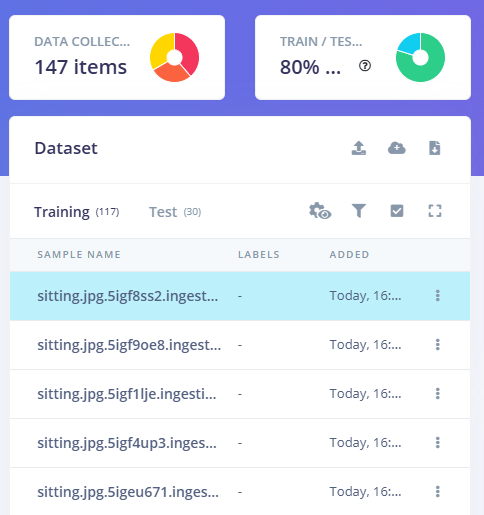 DATA COLLEC... TRAIN / TES...
147 items 80% ... ?
Dataset
Training (117) Test (30)
SAMPLE NAME LABELS ADDED
sitting.jpg.5igf8ss2.ingest... - Today, 16:...
sitting.jpg.5igf9oe8.ingest... - Today, 16:...
sitting.jpg.5igf1lje.ingesti... - Today, 16:...
sitting.jpg.5igf4up3.inges... - Today, 16:...
sitting.jpg.5igeu671.inges... - Today, 16:...